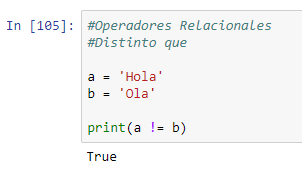 In [105]: #Operadores Relacionales
#Distinto que
a = 'Hola'
b = 'Ola'
print(a != b)
True